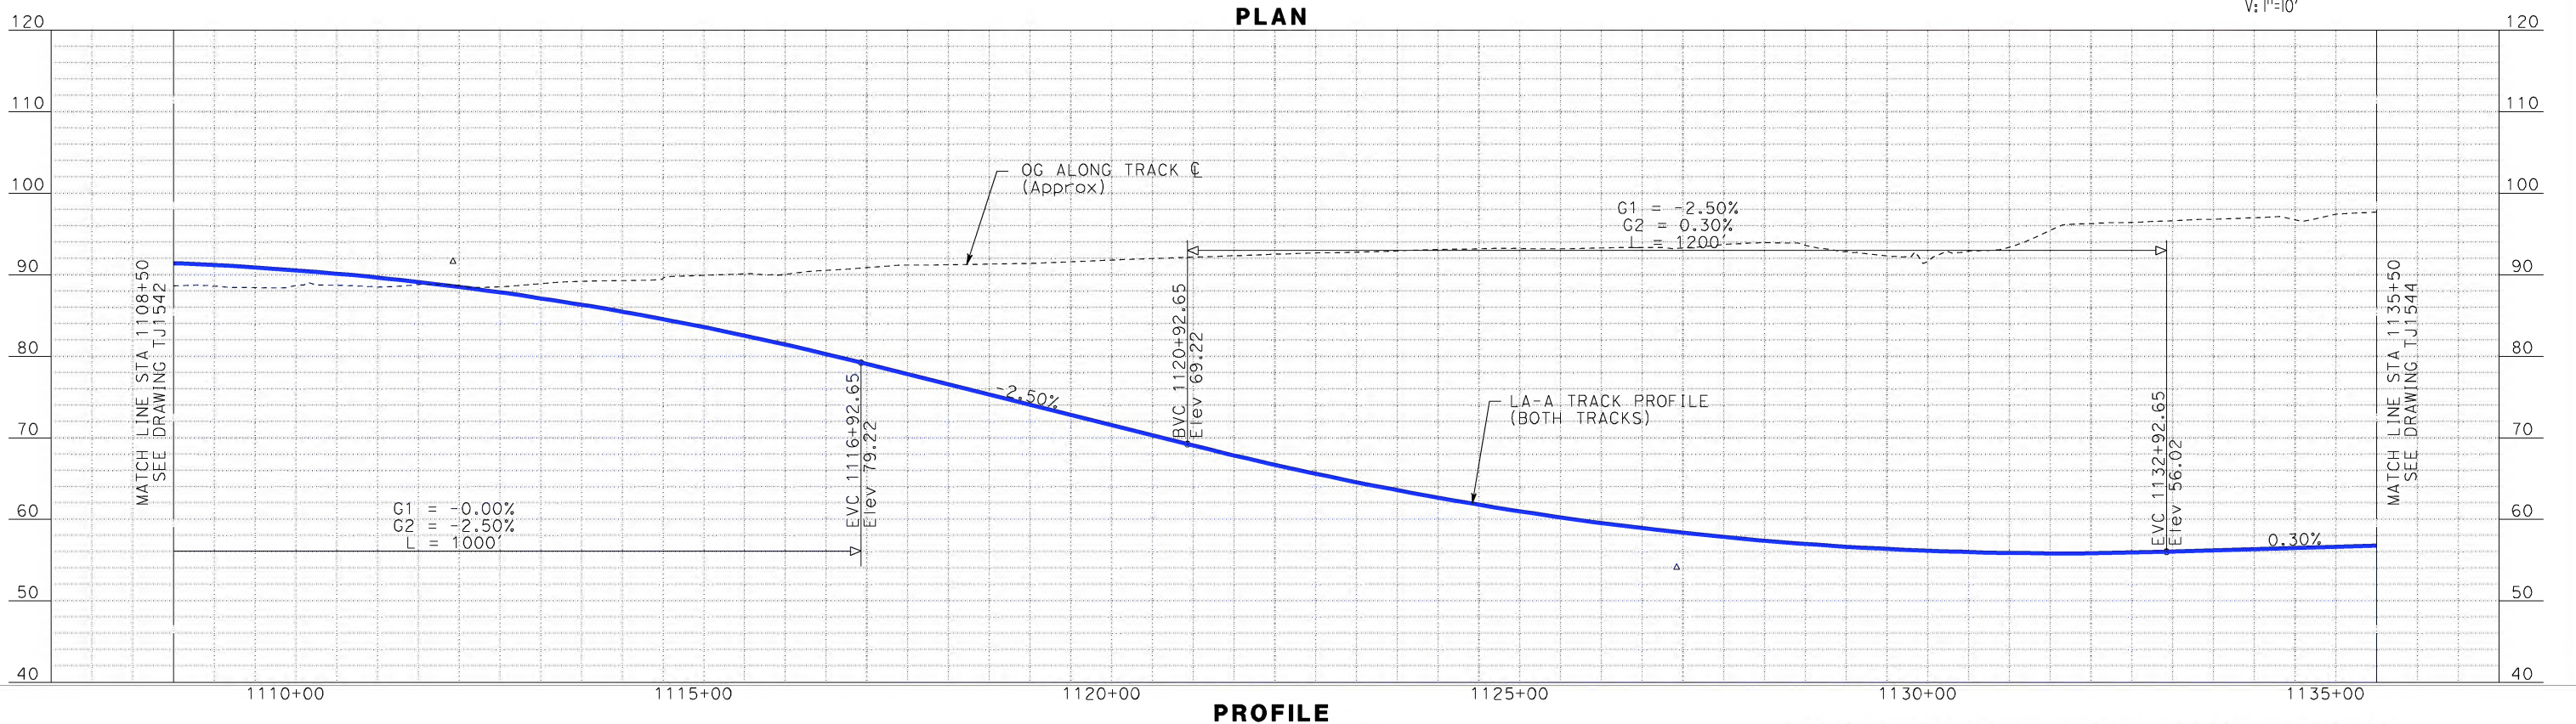 PLAN
V: 1"=10'
120
120
110
110
100
100
90
90
80
80
70
70
60
60
50
50
40
40
MATCH LINE STA 1108+50
SEE DRAWING TJ1542
G1 = -0.00%
G2 = -2.50%
L = 1000'
EVC 1116+92.65
Elev 79.22
OG ALONG TRACK ℄
(Approx)
-2.50%
BVC 1120+92.65
Elev 69.22
G1 = -2.50%
G2 = 0.30%
L = 1200'
LA-A TRACK PROFILE
(BOTH TRACKS)
EVC 1132+92.65
Elev 56.02
0.30%
MATCH LINE STA 1135+50
SEE DRAWING TJ1544
1110+00
1115+00
1120+00
1125+00
1130+00
1135+00
PROFILE